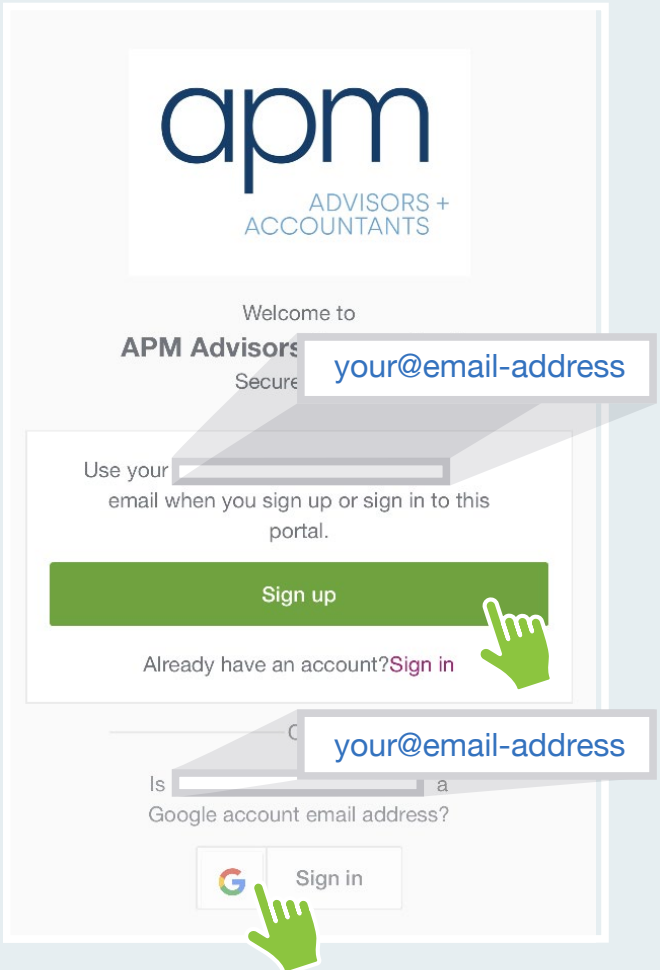 apm
ADVISORS +
ACCOUNTANTS
Welcome to
APM Advisors
Secure
your@email-address
Use your
email when you sign up or sign in to this
portal.
Sign up
Already have an account?Sign in
your@email-address
Is a
Google account email address?
G Sign in